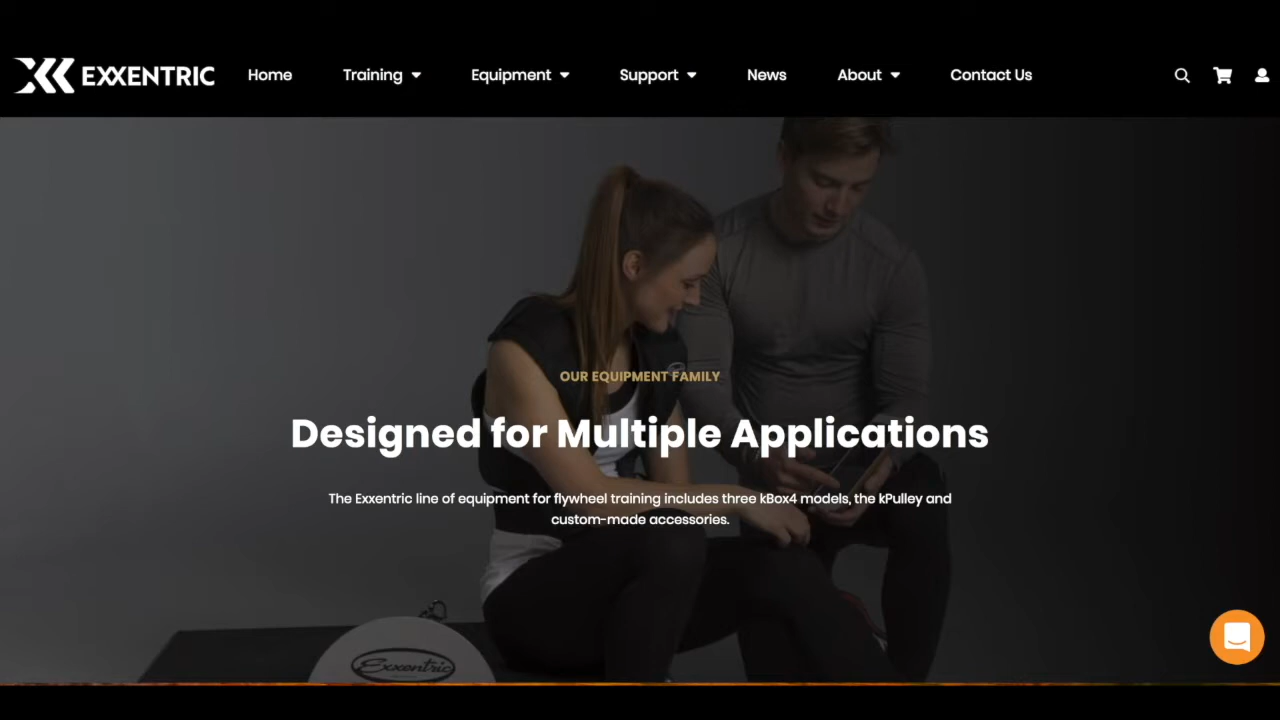 EXXENTRIC
Home
Training
Equipment
Support
News
About
Contact Us
OUR EQUIPMENT FAMILY
Designed for Multiple Applications
The Exxentric line of equipment for flywheel training includes three kBox4 models, the kPulley and
custom-made accessories.
Exxentric